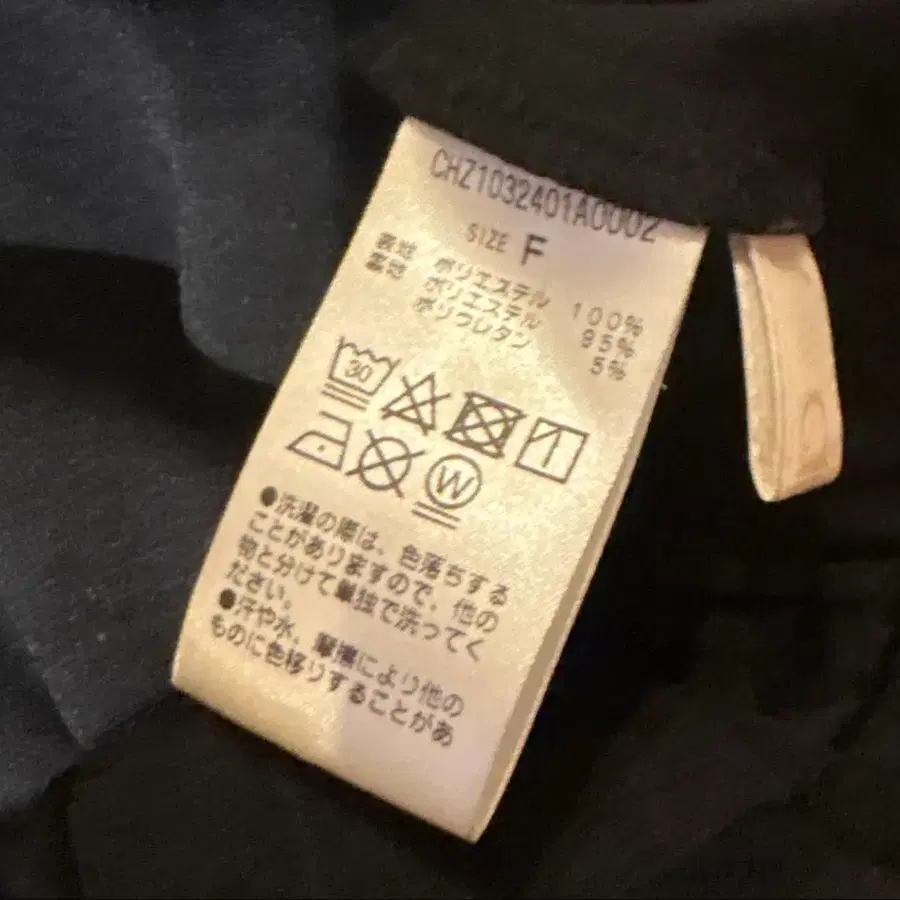 CHZ1032401A0002
SIZE F
表地 ポリエステル 100%
裏地 ポリエステル 95%
ポリウレタン 5%
30
W
●洗濯の際は、色落ちする
ことがありますので、他の
物と分けて単独で洗ってく
ださい。
●汗や水、摩擦により他の
ものに色移りすることがあ